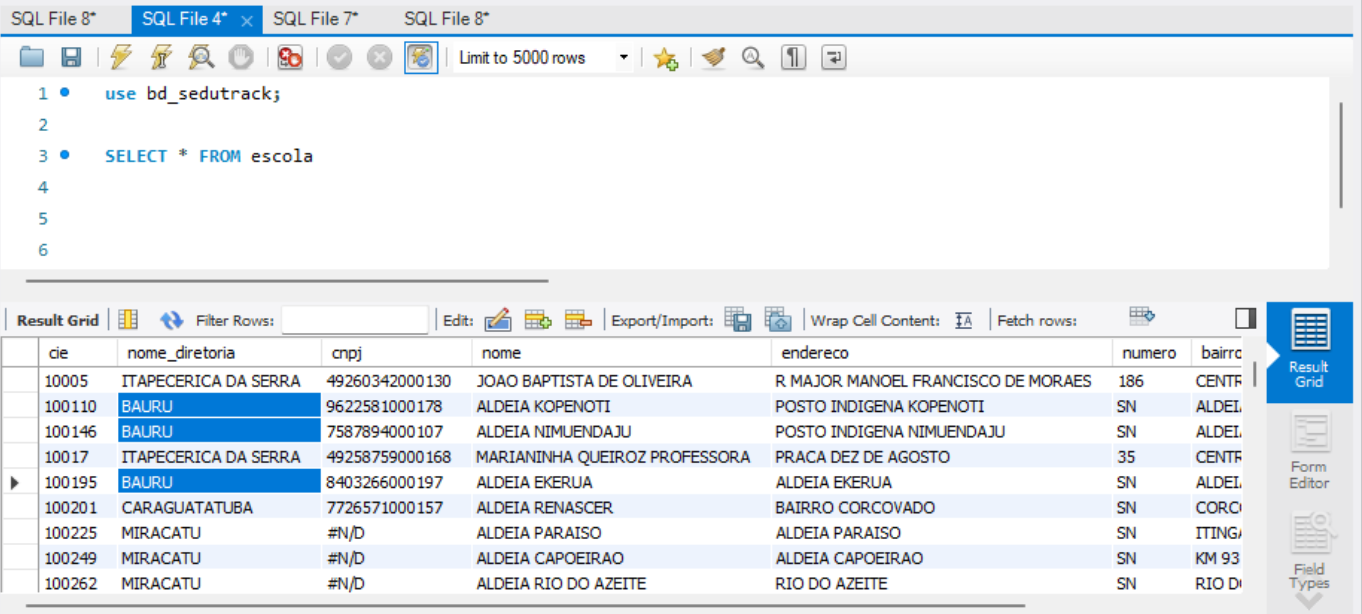 SQL File 8* SQL File 4* × SQL File 7* SQL File 8*
Limit to 5000 rows
1 use bd_sedutrack;
2
3 SELECT * FROM escola
4
5
6
Result Grid Filter Rows: Edit: Export/Import: Wrap Cell Content: Fetch rows:
cie nome_diretoria cnpj nome endereco numero bairro
10005 ITAPECERICA DA SERRA 49260342000130 JOAO BAPTISTA DE OLIVEIRA R MAJOR MANOEL FRANCISCO DE MORAES 186 CENTR
100110 BAURU 9622581000178 ALDEIA KOPENOTI POSTO INDIGENA KOPENOTI SN ALDEI
100146 BAURU 7587894000107 ALDEIA NIMUENDAJU POSTO INDIGENA NIMUENDAJU SN ALDEI
10017 ITAPECERICA DA SERRA 49258759000168 MARIANINHA QUEIROZ PROFESSORA PRACA DEZ DE AGOSTO 35 CENTR
100195 BAURU 8403266000197 ALDEIA EKERUA ALDEIA EKERUA SN ALDEI
100201 CARAGUATATUBA 7726571000157 ALDEIA RENASCER BAIRRO CORCOVADO SN CORC
100225 MIRACATU #N/D ALDEIA PARAISO ALDEIA PARAISO SN ITING
100249 MIRACATU #N/D ALDEIA CAPOEIRAO ALDEIA CAPOEIRAO SN KM 93
100262 MIRACATU #N/D ALDEIA RIO DO AZEITE RIO DO AZEITE SN RIO D
Result
Grid
Form
Editor
Field
Types